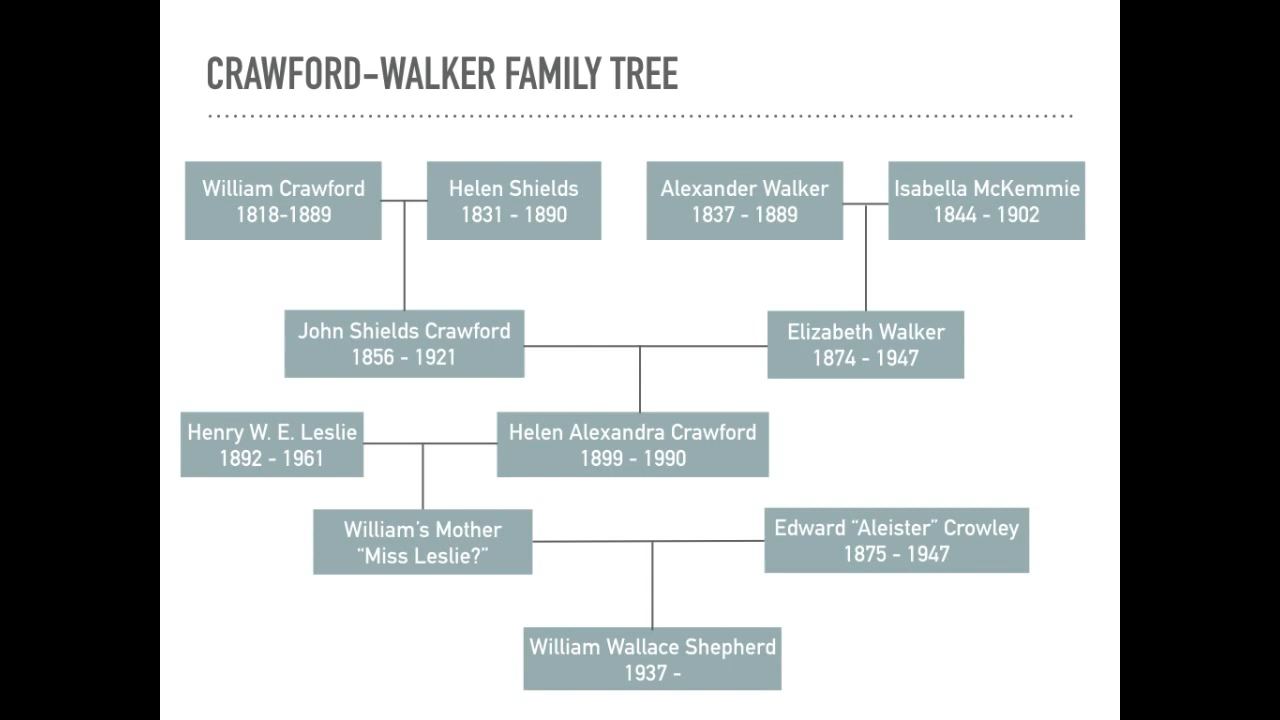 CRAWFORD-WALKER FAMILY TREE
William Crawford
1818-1889
Helen Shields
1831 - 1890
Alexander Walker
1837 - 1889
Isabella McKemmie
1844 - 1902
John Shields Crawford
1856 - 1921
Elizabeth Walker
1874 - 1947
Henry W. E. Leslie
1892 - 1961
Helen Alexandra Crawford
1899 - 1990
William’s Mother
“Miss Leslie?”
Edward “Aleister” Crowley
1875 - 1947
William Wallace Shepherd
1937 -